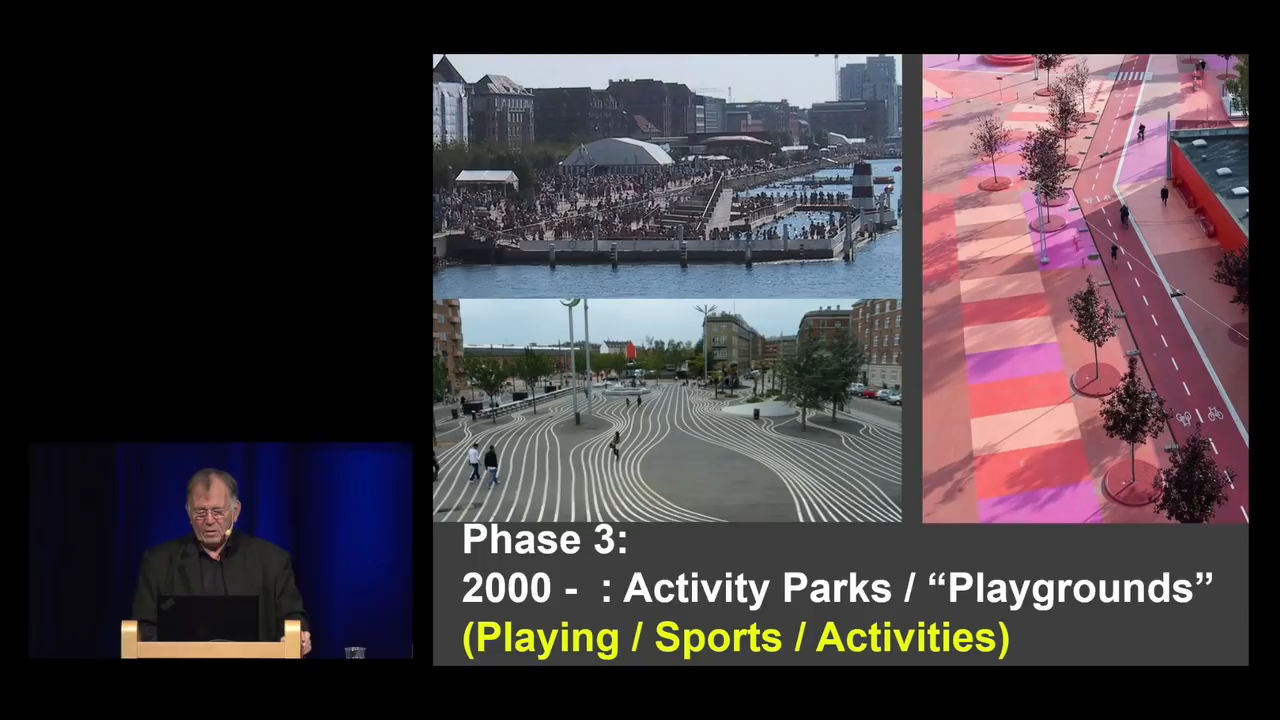 Phase 3:
2000 -  : Activity Parks / “Playgrounds”
(Playing / Sports / Activities)